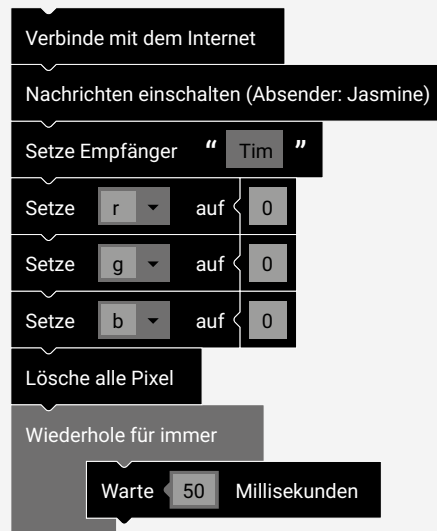 Verbinde mit dem Internet
Nachrichten einschalten (Absender: Jasmine)
Setze Empfänger “ Tim ”
Setze r auf 0
Setze g auf 0
Setze b auf 0
Lösche alle Pixel
Wiederhole für immer
Warte 50 Millisekunden